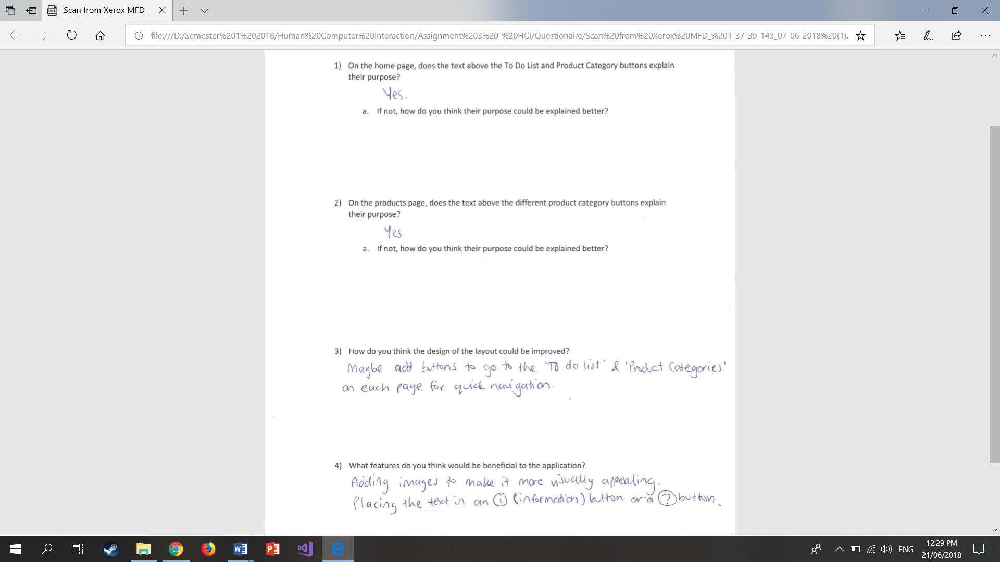 Scan from Xerox MFD_
file:///D:/Semester%201%202018/Human%20Computer%20Interaction/Assignment%203%20-%20HCI/Questionaire/Scan%20from%20Xerox%20MFD_%201-37-39-143_07-06-2018%20(1).
1) On the home page, does the text above the To Do List and Product Category buttons explain
their purpose?
Yes.
a. If not, how do you think their purpose could be explained better?
2) On the products page, does the text above the different product category buttons explain
their purpose?
Yes
a. If not, how do you think their purpose could be explained better?
3) How do you think the design of the layout could be improved?
Maybe add buttons to go to the 'To do list' & 'Product Categories'
on each page for quick navigation.
4) What features do you think would be beneficial to the application?
Adding images to make it more visually appealing.
Placing the text in an i (information) button or a ? button.
ENG
12:29 PM
21/06/2018